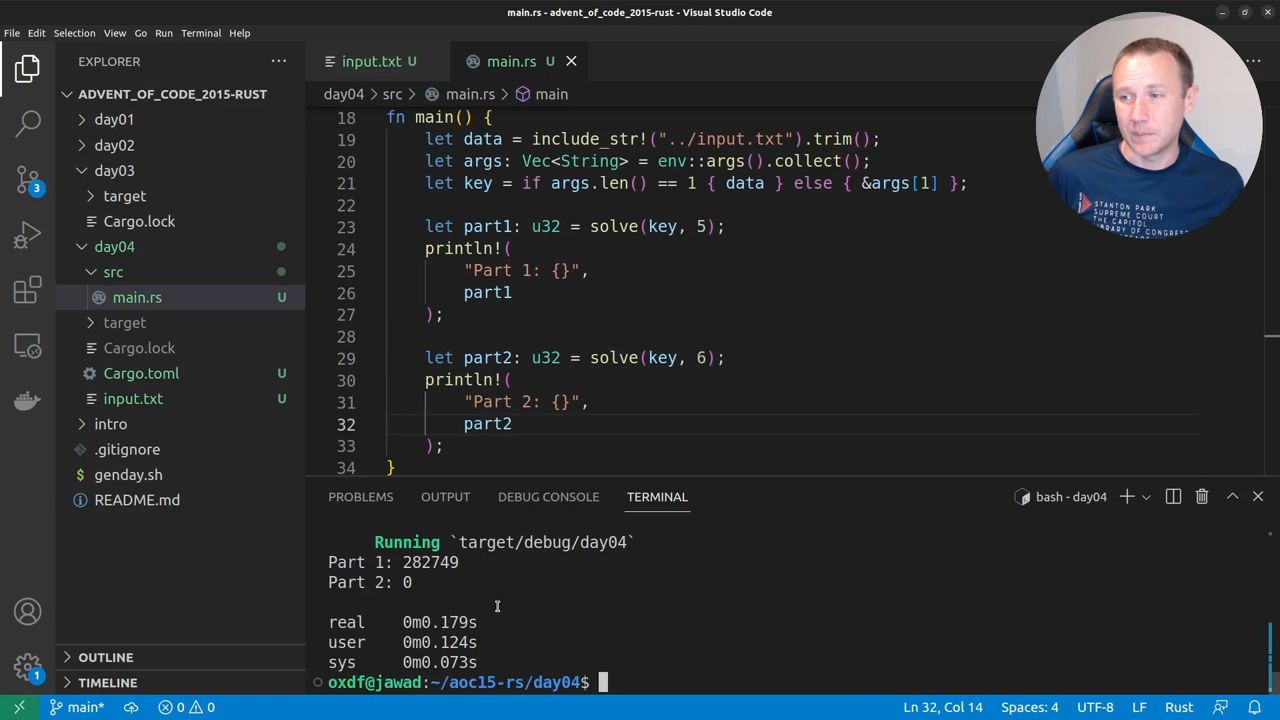 main.rs - advent_of_code_2015-rust - Visual Studio Code
File Edit Selection View Go Run Terminal Help
EXPLORER
input.txt U
main.rs U
ADVENT_OF_CODE_2015-RUST
day04 > src > main.rs > main
day01
day02
day03
target
Cargo.lock
day04
src
main.rs U
target
Cargo.lock
Cargo.toml U
input.txt U
intro
.gitignore
$ genday.sh
README.md
OUTLINE
TIMELINE
3
1
18 fn main() {
19 let data = include_str!("../input.txt").trim();
20 let args: Vec<String> = env::args().collect();
21 let key = if args.len() == 1 { data } else { &args[1] };
22
23 let part1: u32 = solve(key, 5);
24 println!(
25 "Part 1: {}",
26 part1
27 );
28
29 let part2: u32 = solve(key, 6);
30 println!(
31 "Part 2: {}",
32 part2
33 );
34 }
STANTON PARK
SUPREME COURT
THE CAPITOL
LIBRARY OF CONGRESS
PROBLEMS OUTPUT DEBUG CONSOLE TERMINAL
bash - day04
Running `target/debug/day04`
Part 1: 282749
Part 2: 0
real 0m0.179s
user 0m0.124s
sys 0m0.073s
oxdf@jawad:~/aoc15-rs/day04$
main* 0 0 Ln 32, Col 14 Spaces: 4 UTF-8 LF Rust